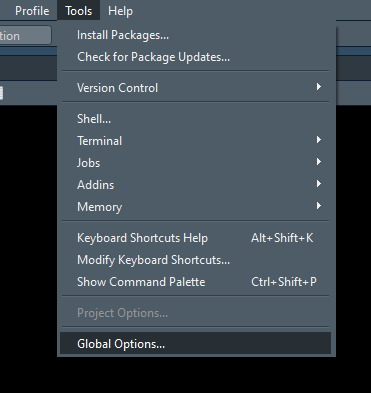 Profile Tools Help
tion
Install Packages...
Check for Package Updates...
Version Control
Shell...
Terminal
Jobs
Addins
Memory
Keyboard Shortcuts Help Alt+Shift+K
Modify Keyboard Shortcuts...
Show Command Palette Ctrl+Shift+P
Project Options...
Global Options...